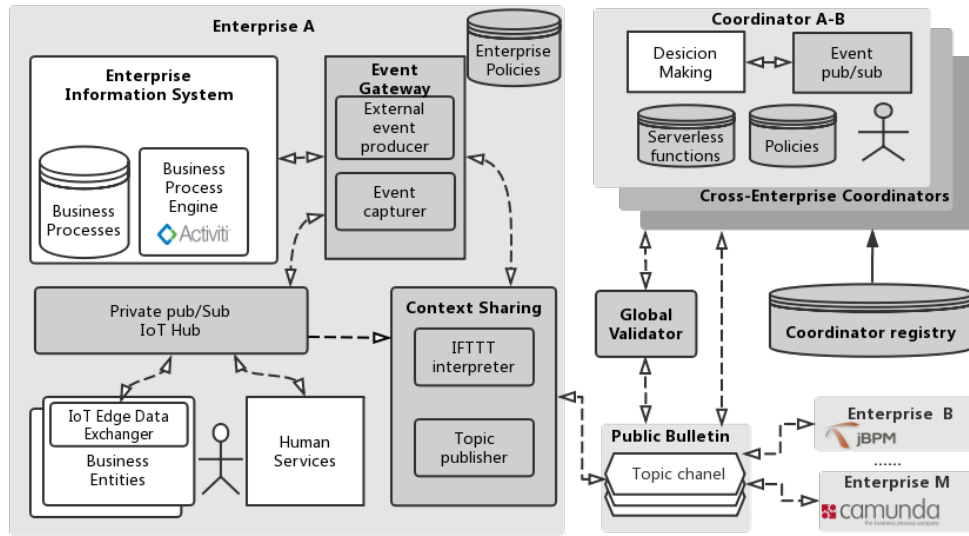 Enterprise A
Enterprise
Information System
Business
Processes
Business
Process
Engine
Activiti
Event
Gateway
External
event
producer
Event
capturer
Enterprise
Policies
Private pub/Sub
IoT Hub
Context Sharing
IFTTT
interpreter
Topic
publisher
IoT Edge Data
Exchanger
Business
Entities
Human
Services
Coordinator A-B
Desicion
Making
Event
pub/sub
Serverless
functions
Policies
Cross-Enterprise Coordinators
Global
Validator
Coordinator registry
Public Bulletin
Topic chanel
Enterprise B
jBPM
......
Enterprise M
camunda
the business process company